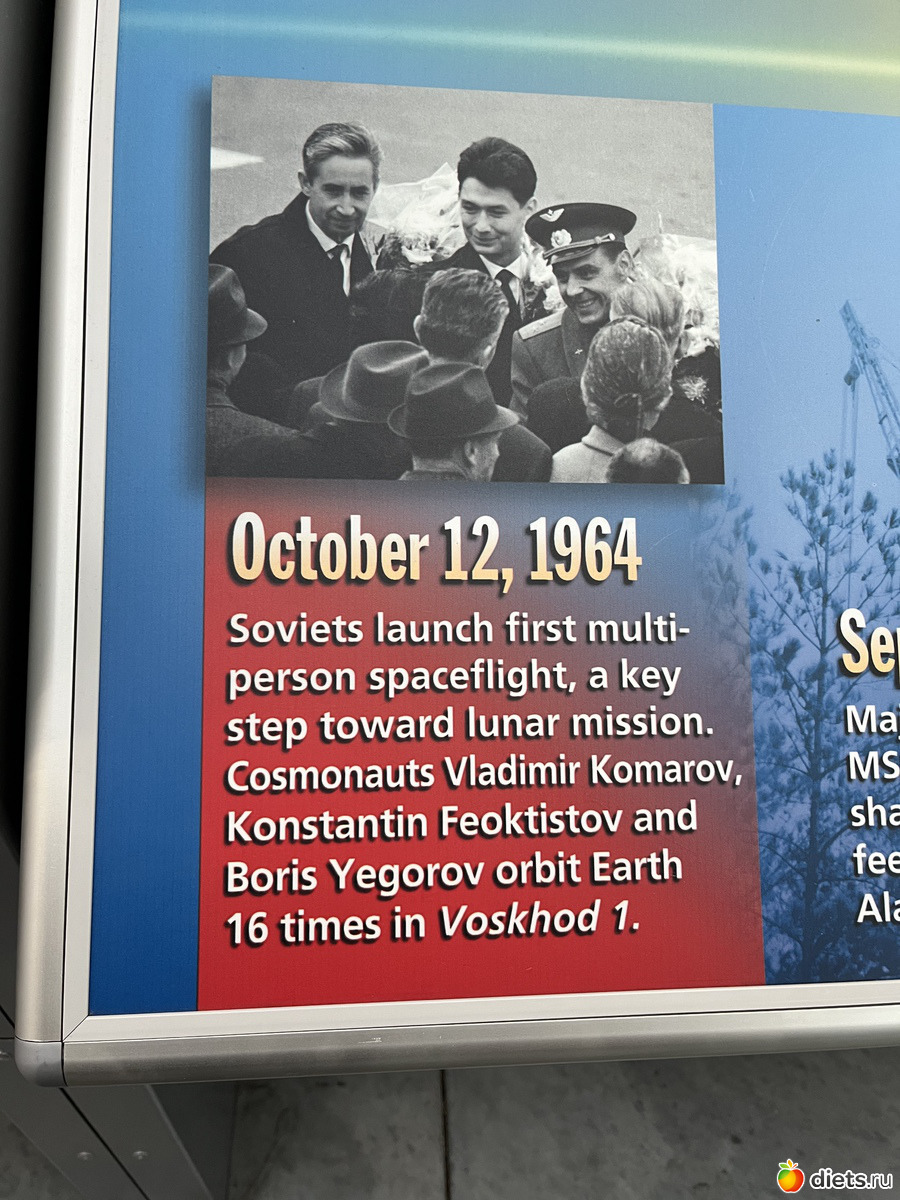 October 12, 1964
Soviets launch first multi-
person spaceflight, a key
step toward lunar mission.
Cosmonauts Vladimir Komarov,
Konstantin Feoktistov and
Boris Yegorov orbit Earth
16 times in Voskhod 1.
diets.ru